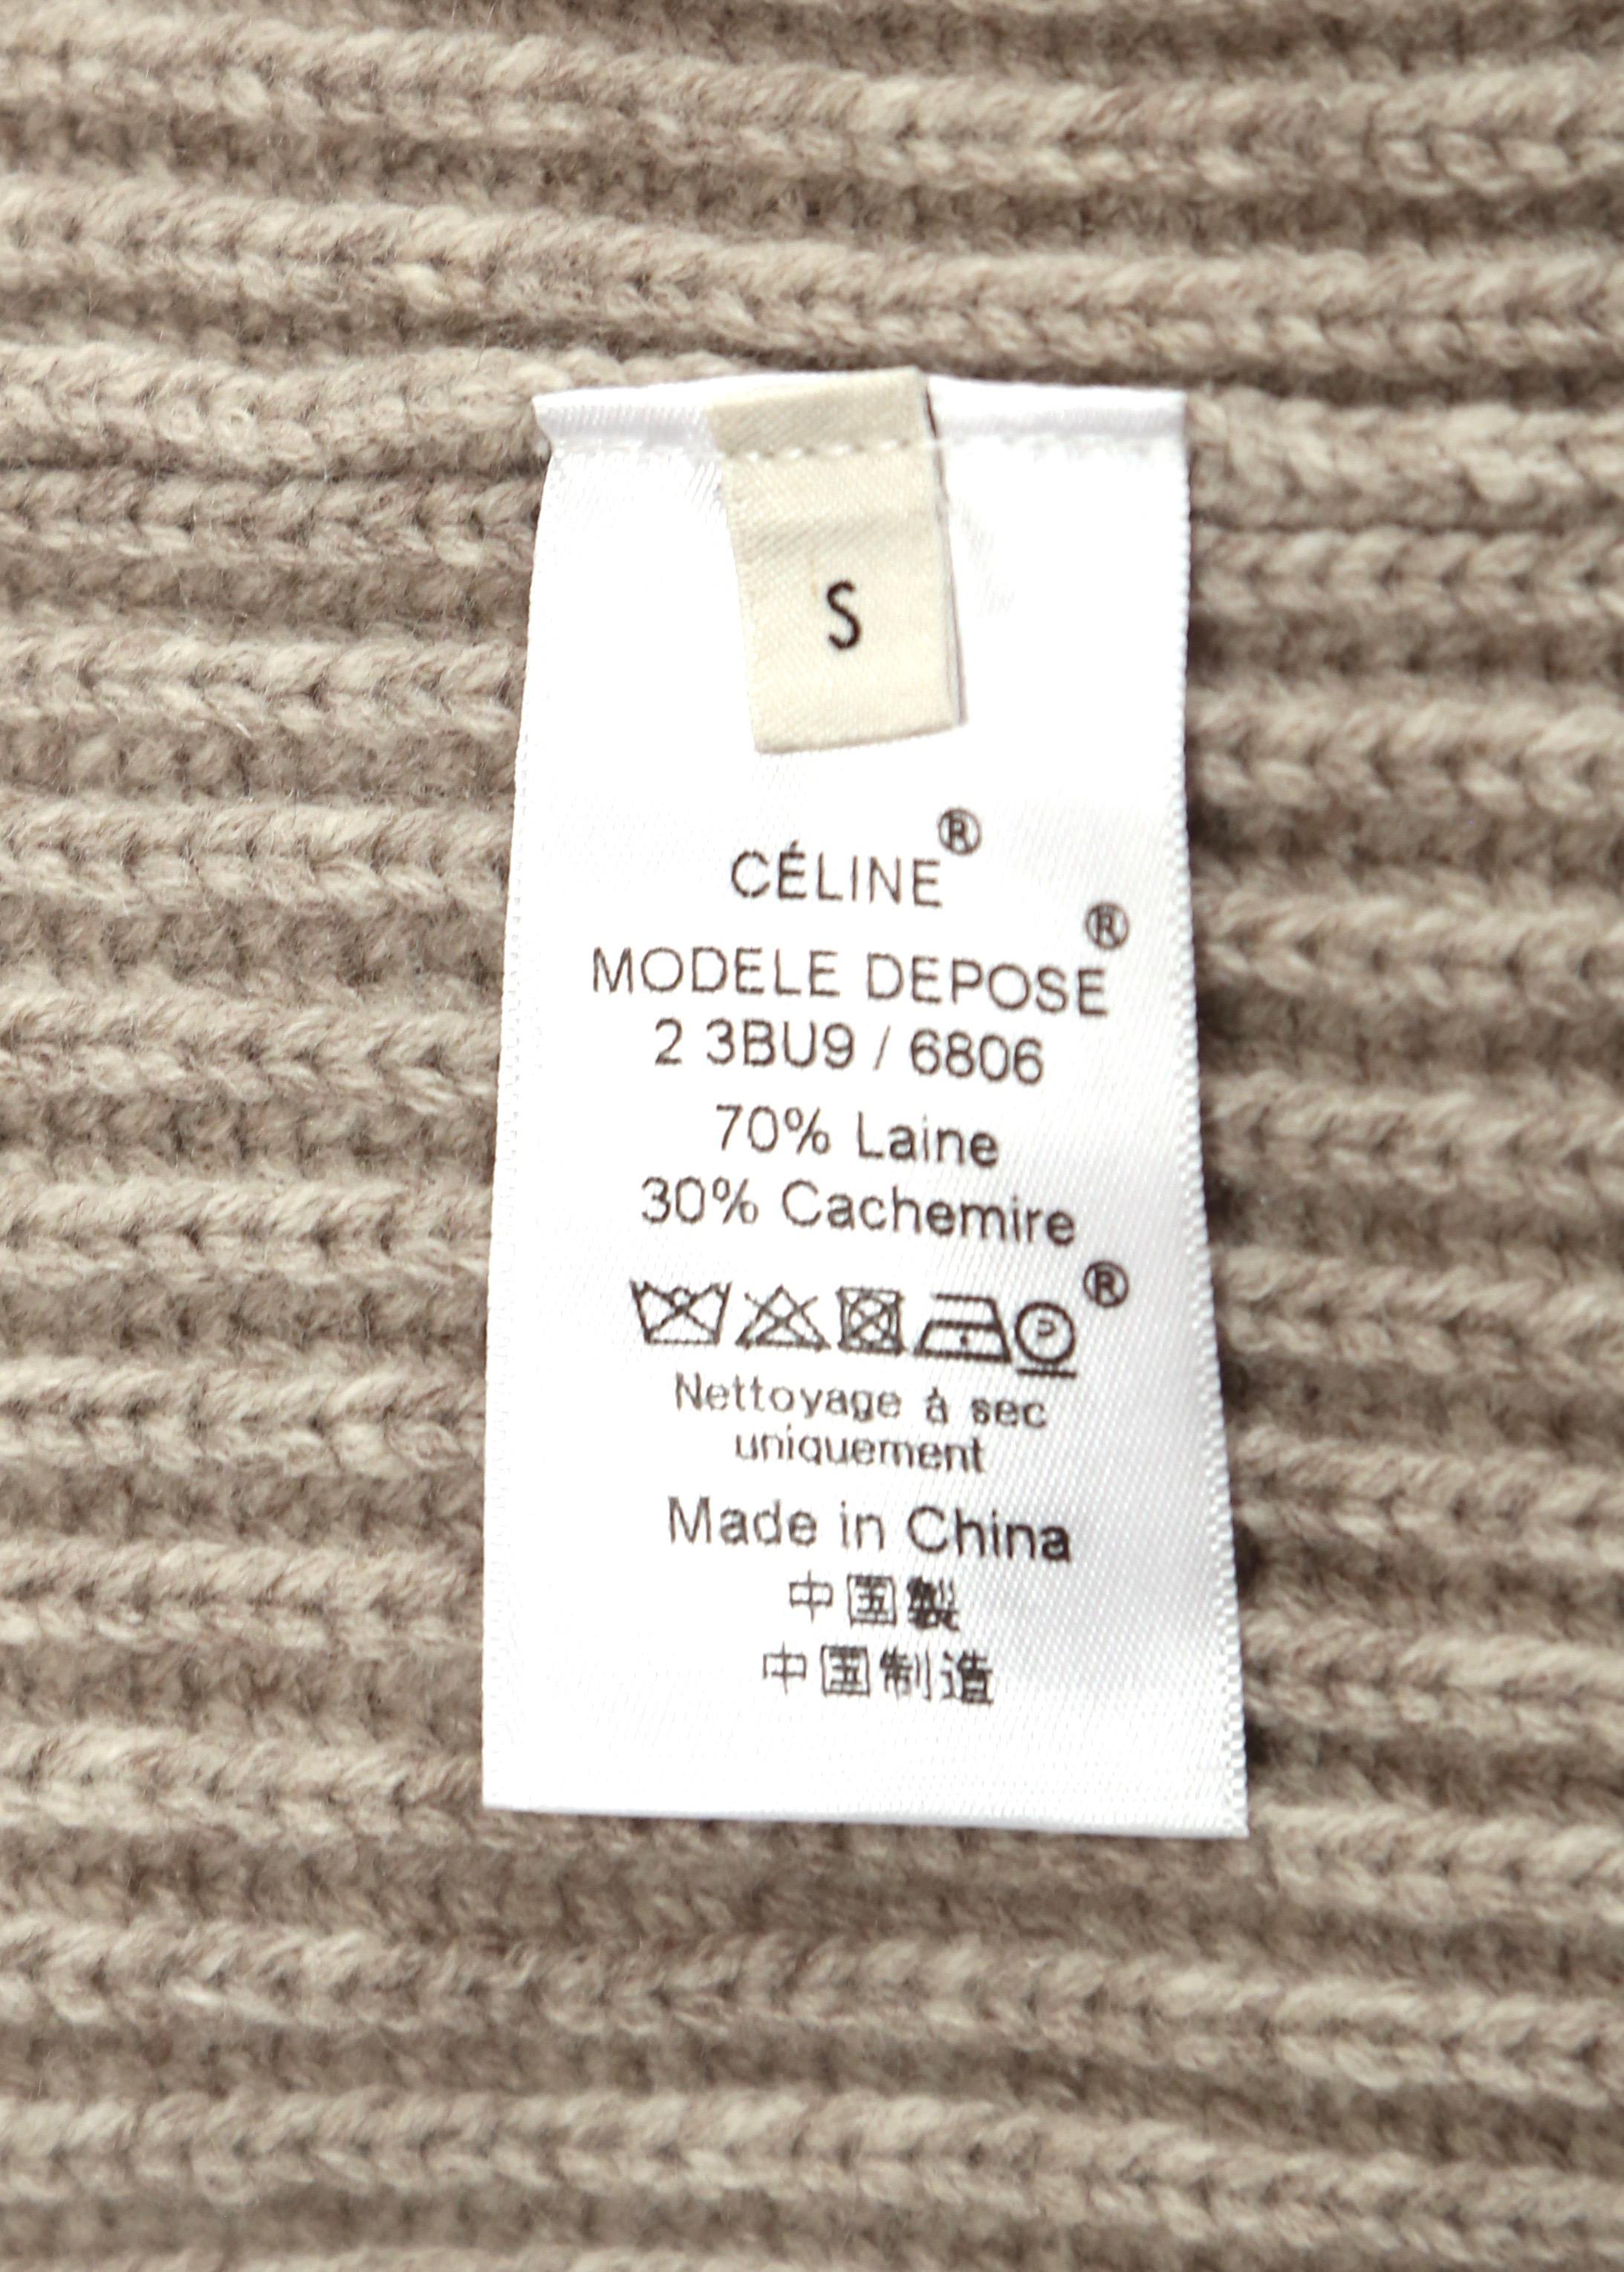 S
CÉLINE®
MODELE DEPOSE®
2 3BU9 / 6806
70% Laine
30% Cachemire
P ®
Nettoyage à sec
uniquement
Made in China
中国製
中国制造